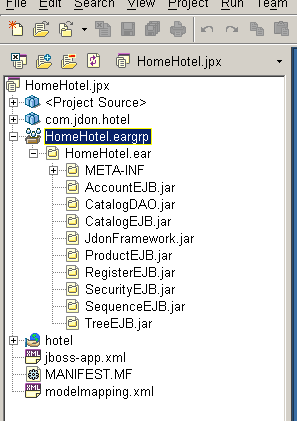 File Edit Search Project Run Team
HomeHotel.jpx
HomeHotel.jpx
<Project Source>
com.jdon.hotel
HomeHotel.eargrp
HomeHotel.ear
META-INF
AccountEJB.jar
CatalogDAO.jar
CatalogEJB.jar
JdonFramework.jar
ProductEJB.jar
RegisterEJB.jar
SecurityEJB.jar
SequenceEJB.jar
TreeEJB.jar
hotel
jboss-app.xml
MANIFEST.MF
modelmapping.xml